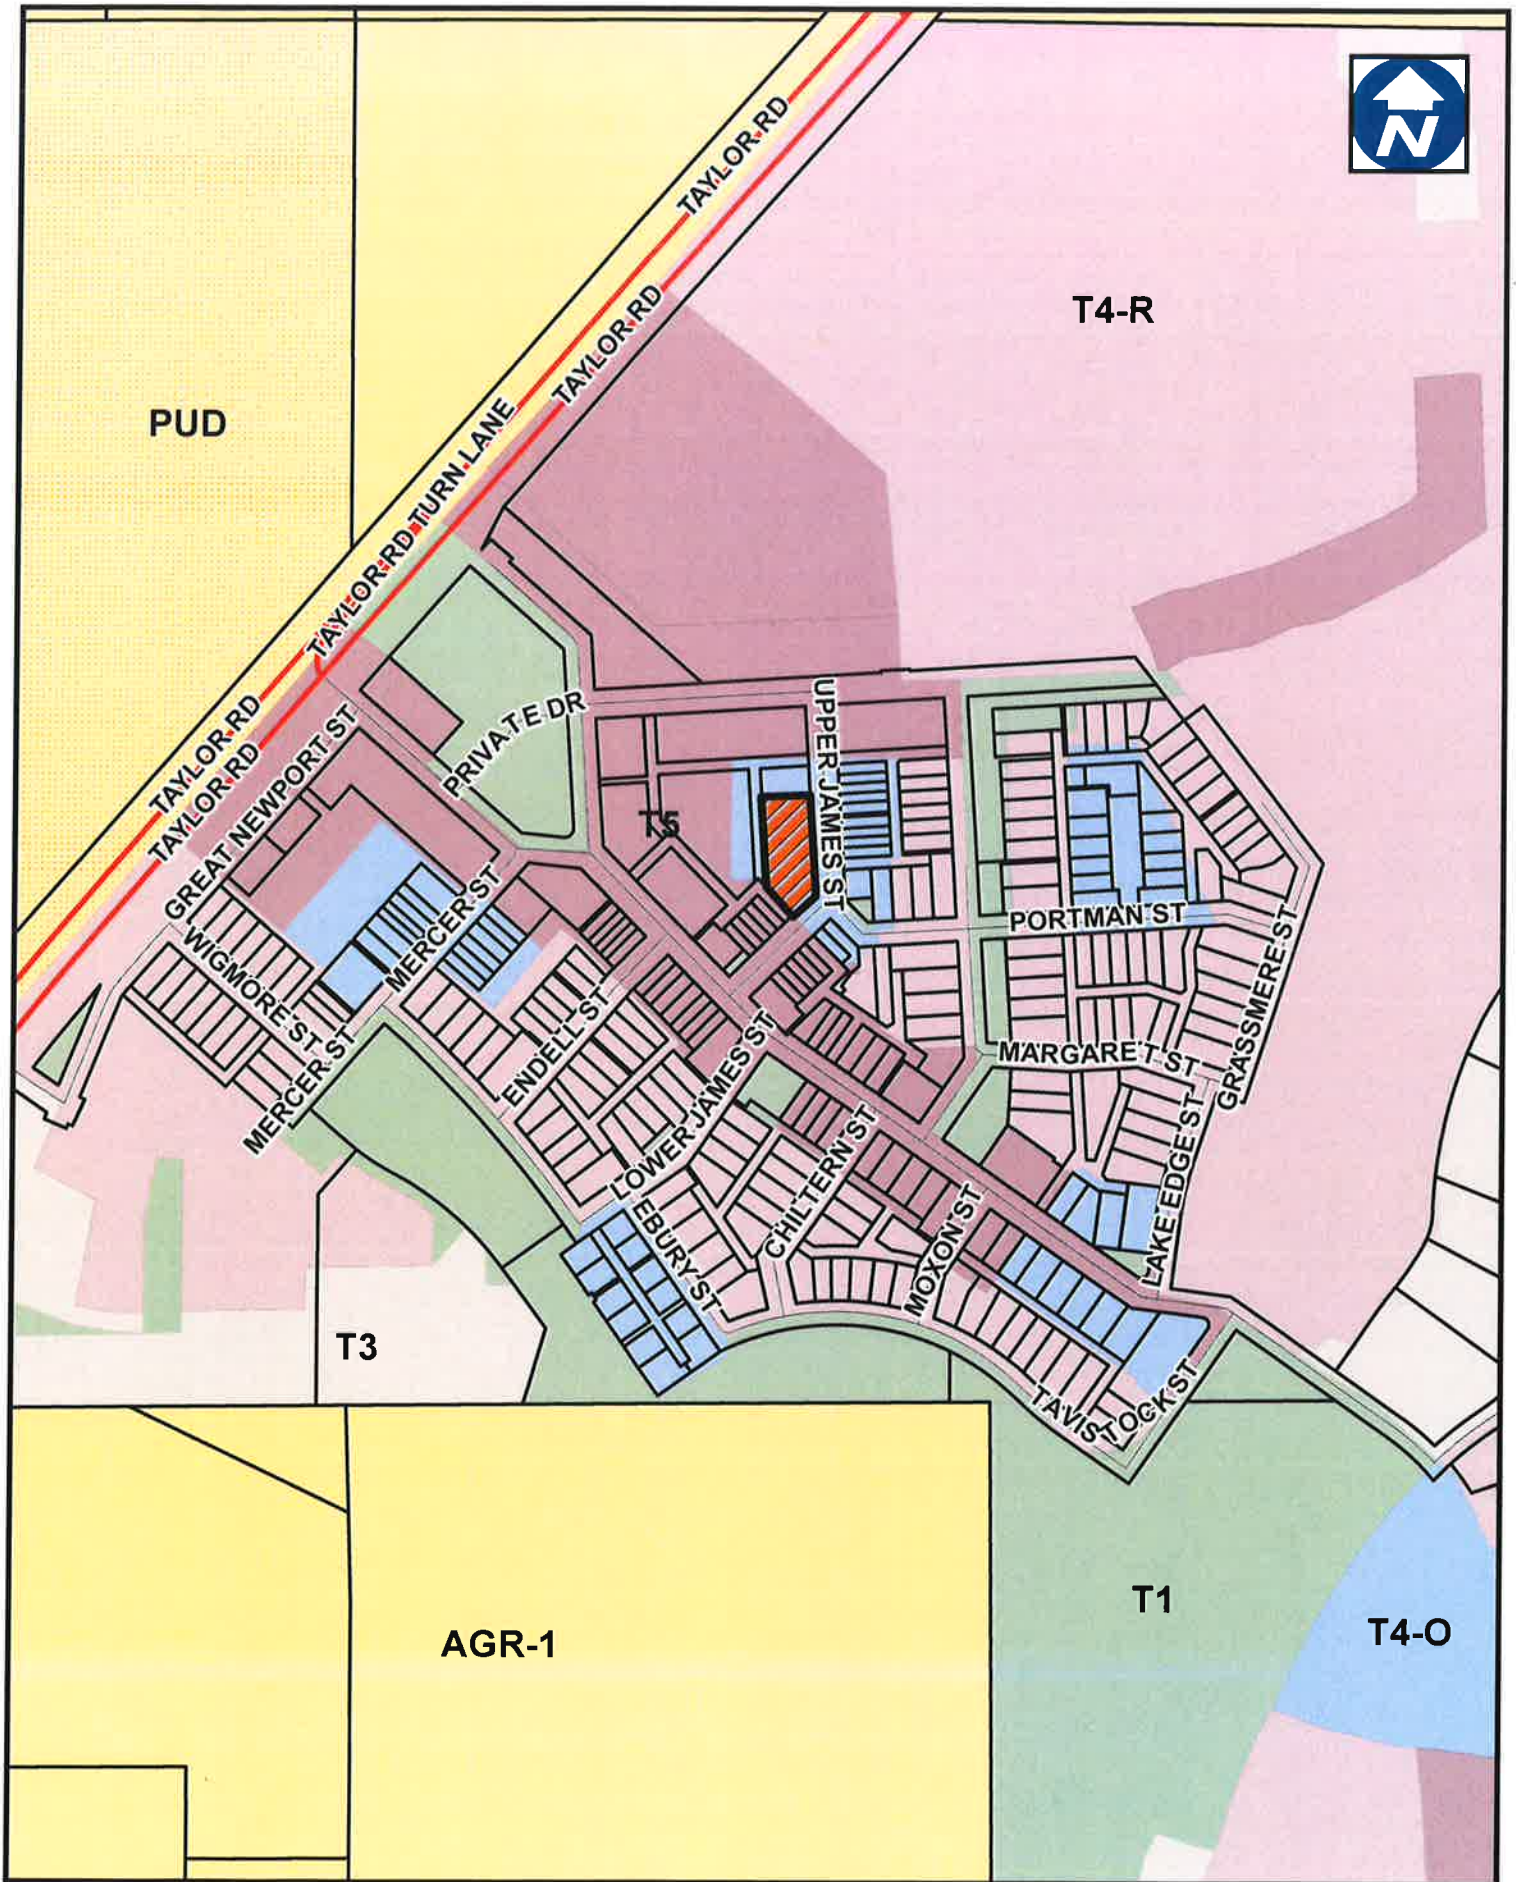 N
TAYLOR RD
T4-R
TAYLOR RD
PUD
TAYLOR RD TURN LANE
UPPER JAMES ST
PRIVATE DR
TAYLOR RD
GREAT NEWPORT ST
TAYLOR RD
T5
MERCER ST
PORTMAN ST
WIGMORE ST
GRASSMERE ST
ENDELL ST
MARGARET ST
MERCER ST
LOWER JAMES ST
CHILTERN ST
LAKE EDGE ST
EBURY ST
MOXON ST
T3
TAVISTOCK ST
T1
T4-O
AGR-1